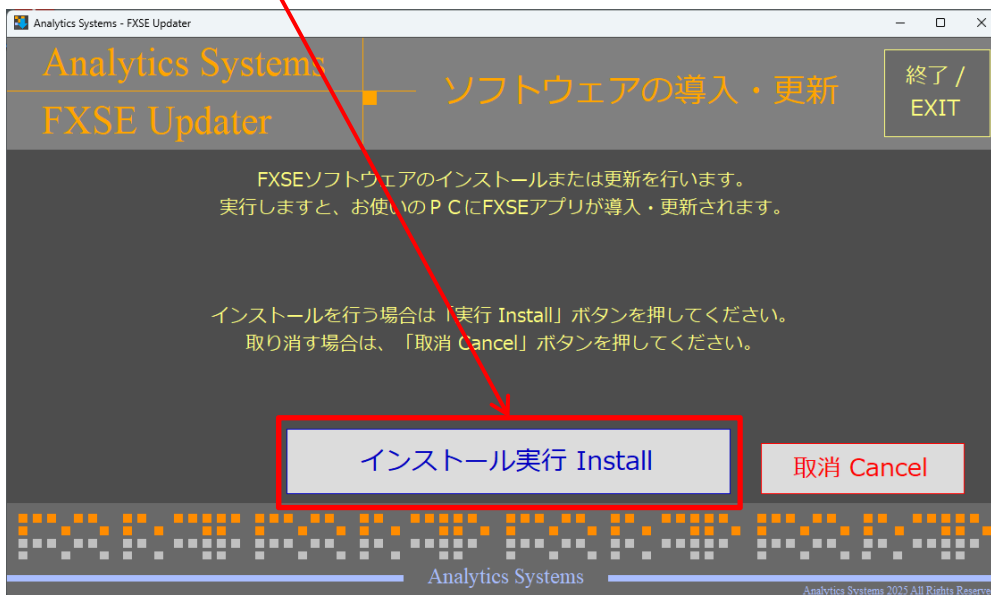 Analytics Systems - FXSE Updater
Analytics Systems
FXSE Updater
ソフトウェアの導入・更新
終了 /
EXIT
FXSEソフトウェアのインストールまたは更新を行います。
実行しますと、お使いのＰＣにFXSEアプリが導入・更新されます。
インストールを行う場合は「実行 Install」ボタンを押してください。
取り消す場合は、「取消 Cancel」ボタンを押してください。
インストール実行 Install
取消 Cancel
Analytics Systems
Analytics Systems 2025 All Rights Reserve